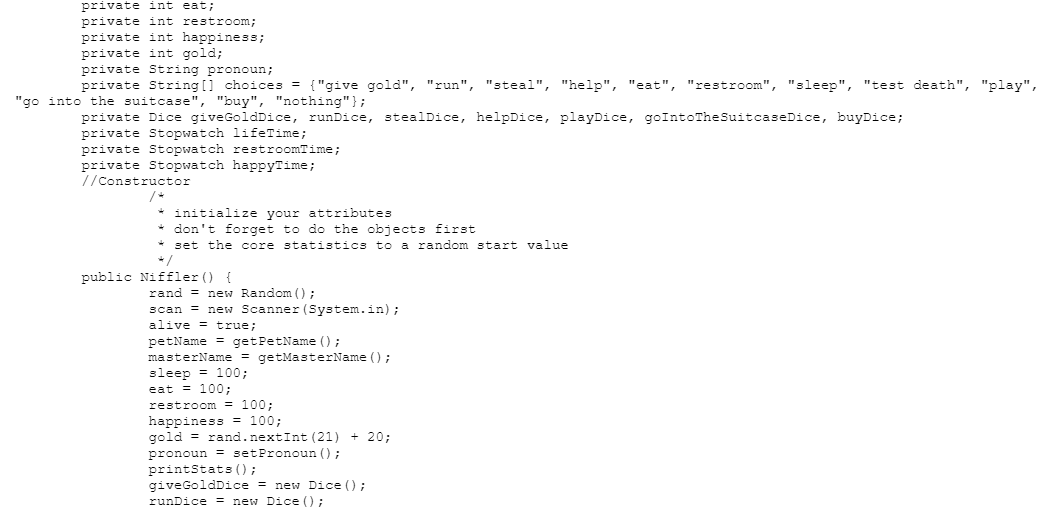 private int eat;
private int restroom;
private int happiness;
private int gold;
private String pronoun;
private String[] choices = {"give gold", "run", "steal", "help", "eat", "restroom", "sleep", "test death", "play",
"go into the suitcase", "buy", "nothing"};
private Dice giveGoldDice, runDice, stealDice, helpDice, playDice, goIntoTheSuitcaseDice, buyDice;
private Stopwatch lifeTime;
private Stopwatch restroomTime;
private Stopwatch happyTime;
//Constructor
/*
* initialize your attributes
* don't forget to do the objects first
* set the core statistics to a random start value
*/
public Niffler() {
rand = new Random();
scan = new Scanner(System.in);
alive = true;
petName = getPetName();
masterName = getMasterName();
sleep = 100;
eat = 100;
restroom = 100;
happiness = 100;
gold = rand.nextInt(21) + 20;
pronoun = setPronoun();
printStats();
giveGoldDice = new Dice();
runDice = new Dice();